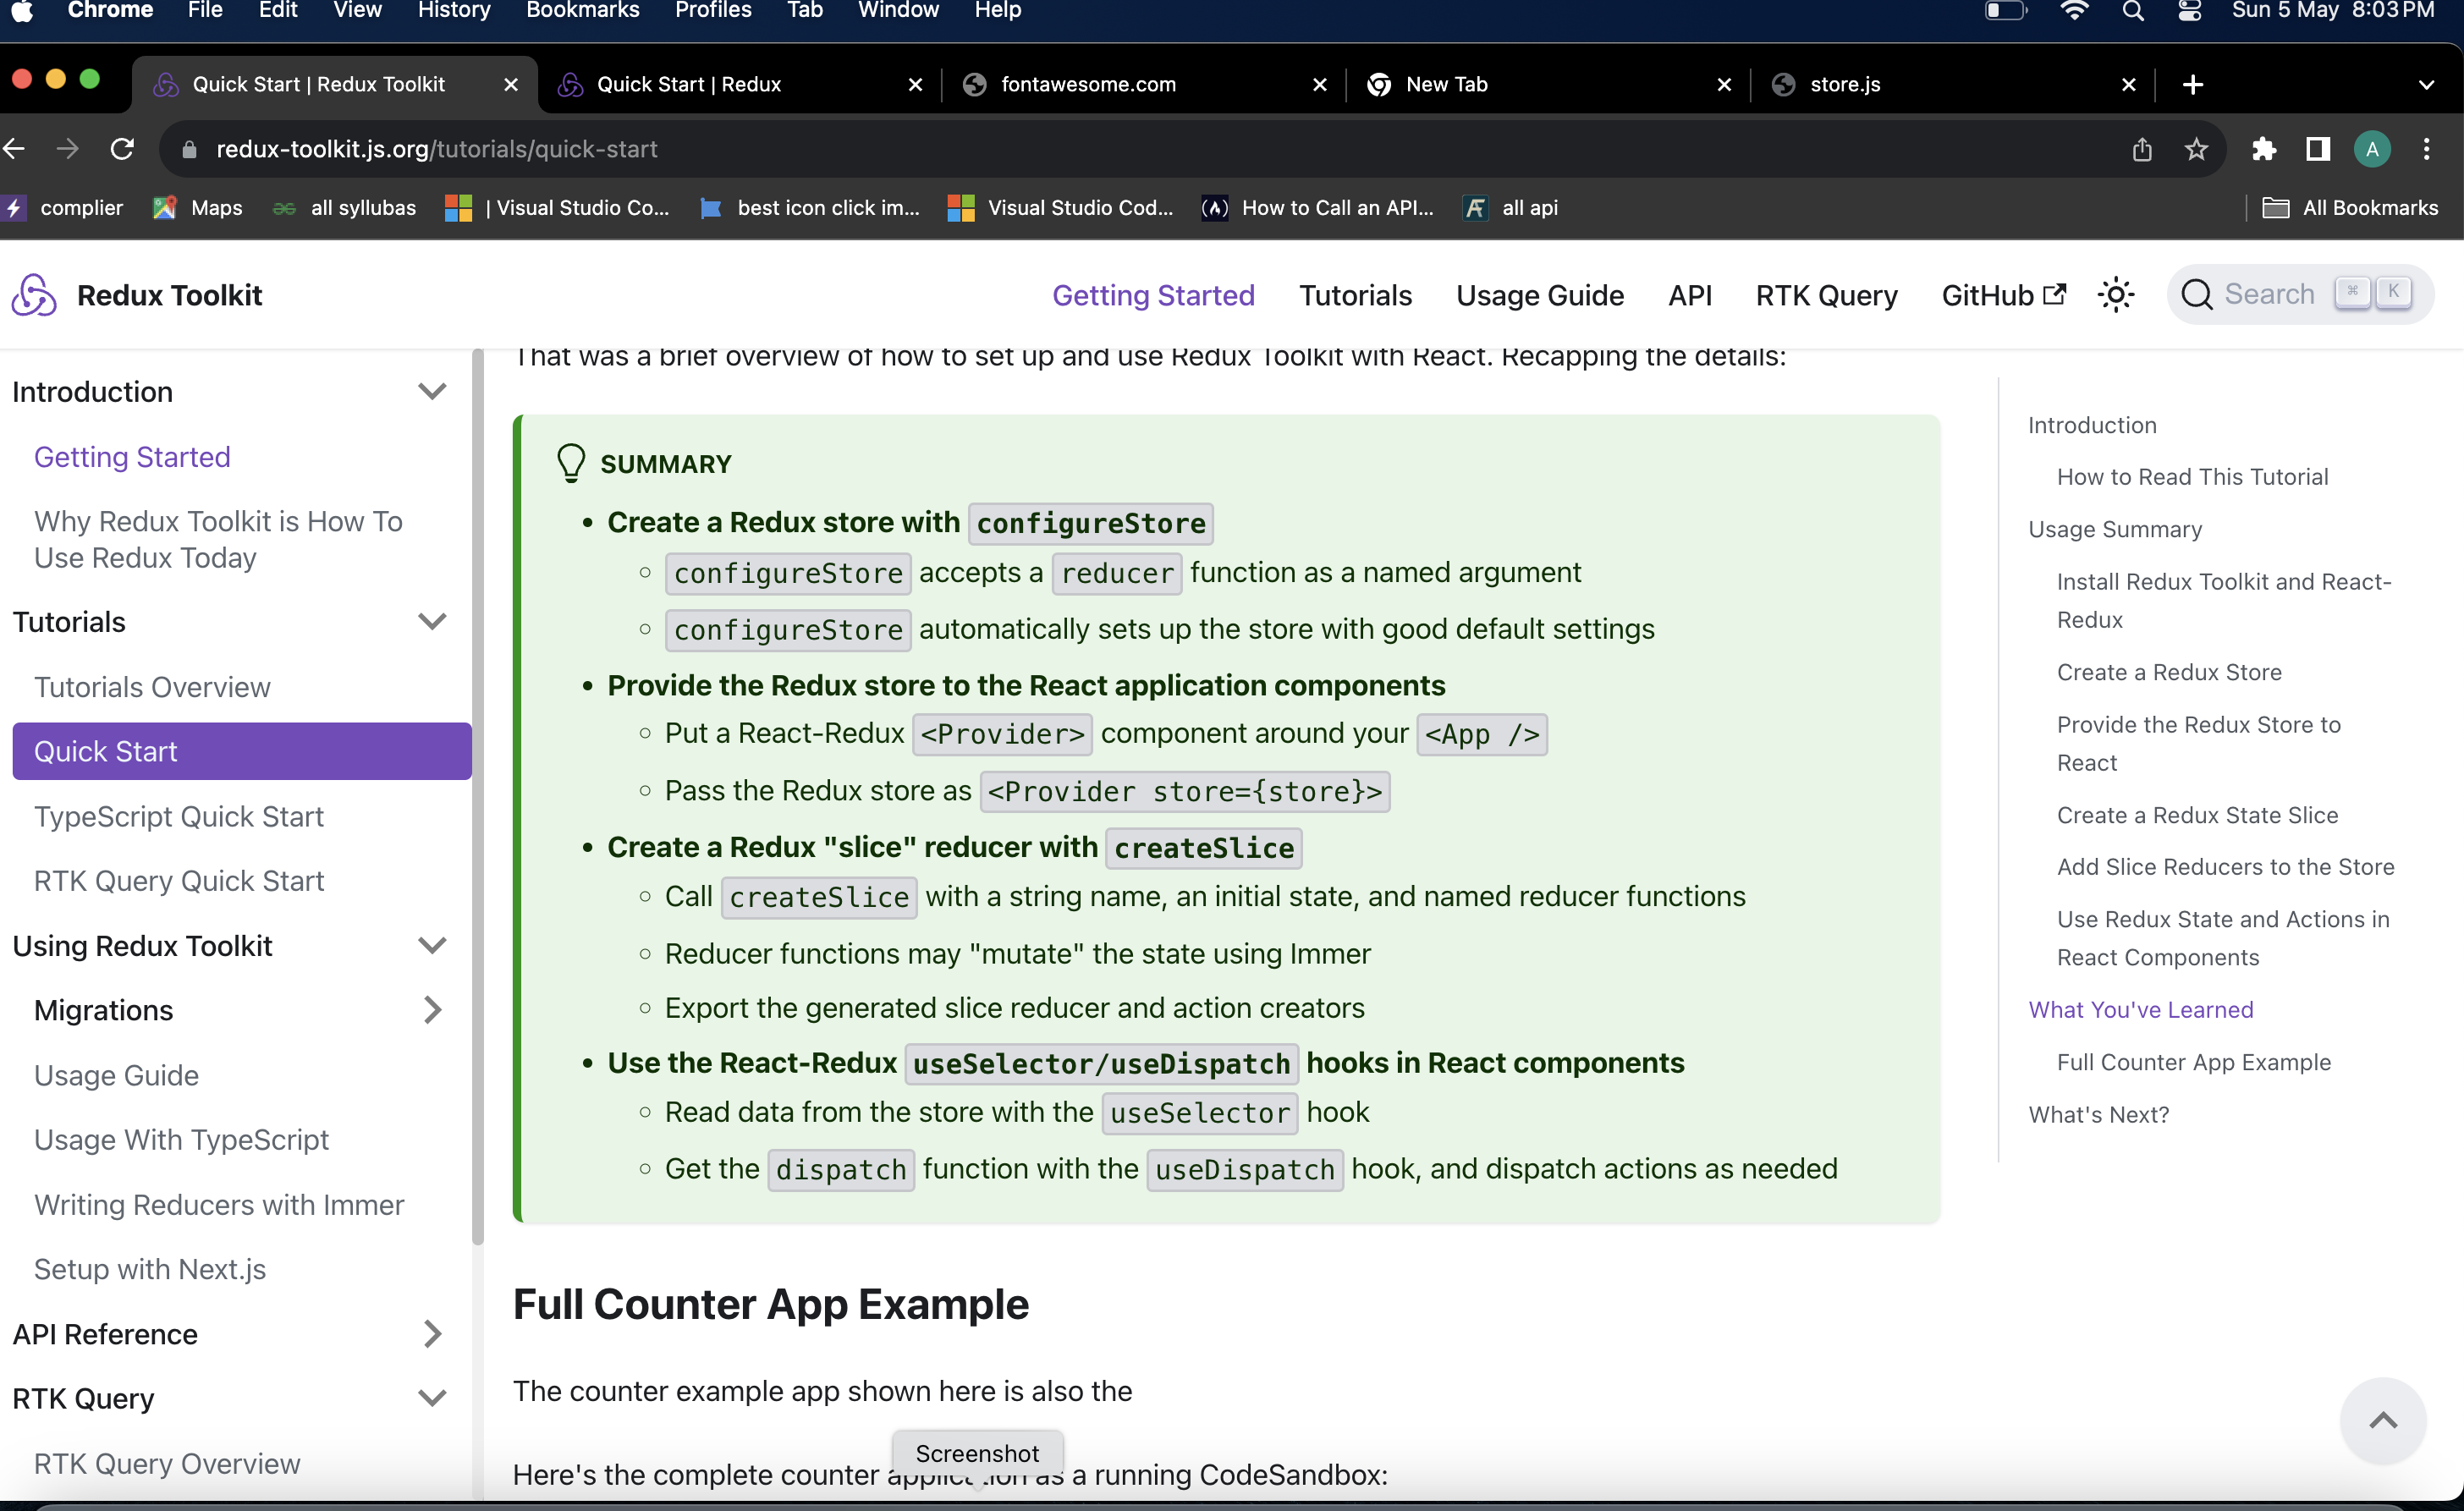 Chrome File Edit View History Bookmarks Profiles Tab Window Help Sun 5 May 8:03 PM
Quick Start | Redux Toolkit Quick Start | Redux fontawesome.com New Tab store.js
redux-toolkit.js.org/tutorials/quick-start A
complier Maps all syllubas | Visual Studio Co... best icon click im... Visual Studio Cod... How to Call an API... all api All Bookmarks
Redux Toolkit Getting Started Tutorials Usage Guide API RTK Query GitHub Search ⌘ K
Introduction
Getting Started
Why Redux Toolkit is How To
Use Redux Today
Tutorials
Tutorials Overview
Quick Start
TypeScript Quick Start
RTK Query Quick Start
Using Redux Toolkit
Migrations
Usage Guide
Usage With TypeScript
Writing Reducers with Immer
Setup with Next.js
API Reference
RTK Query
RTK Query Overview
That was a brief overview of how to set up and use Redux Toolkit with React. Recapping the details:
SUMMARY
• Create a Redux store with configureStore
◦ configureStore accepts a reducer function as a named argument
◦ configureStore automatically sets up the store with good default settings
• Provide the Redux store to the React application components
◦ Put a React-Redux <Provider> component around your <App />
◦ Pass the Redux store as <Provider store={store}>
• Create a Redux "slice" reducer with createSlice
◦ Call createSlice with a string name, an initial state, and named reducer functions
◦ Reducer functions may "mutate" the state using Immer
◦ Export the generated slice reducer and action creators
• Use the React-Redux useSelector/useDispatch hooks in React components
◦ Read data from the store with the useSelector hook
◦ Get the dispatch function with the useDispatch hook, and dispatch actions as needed
Full Counter App Example
The counter example app shown here is also the
Screenshot
Here's the complete counter application as a running CodeSandbox:
Introduction
How to Read This Tutorial
Usage Summary
Install Redux Toolkit and React-
Redux
Create a Redux Store
Provide the Redux Store to
React
Create a Redux State Slice
Add Slice Reducers to the Store
Use Redux State and Actions in
React Components
What You've Learned
Full Counter App Example
What's Next?